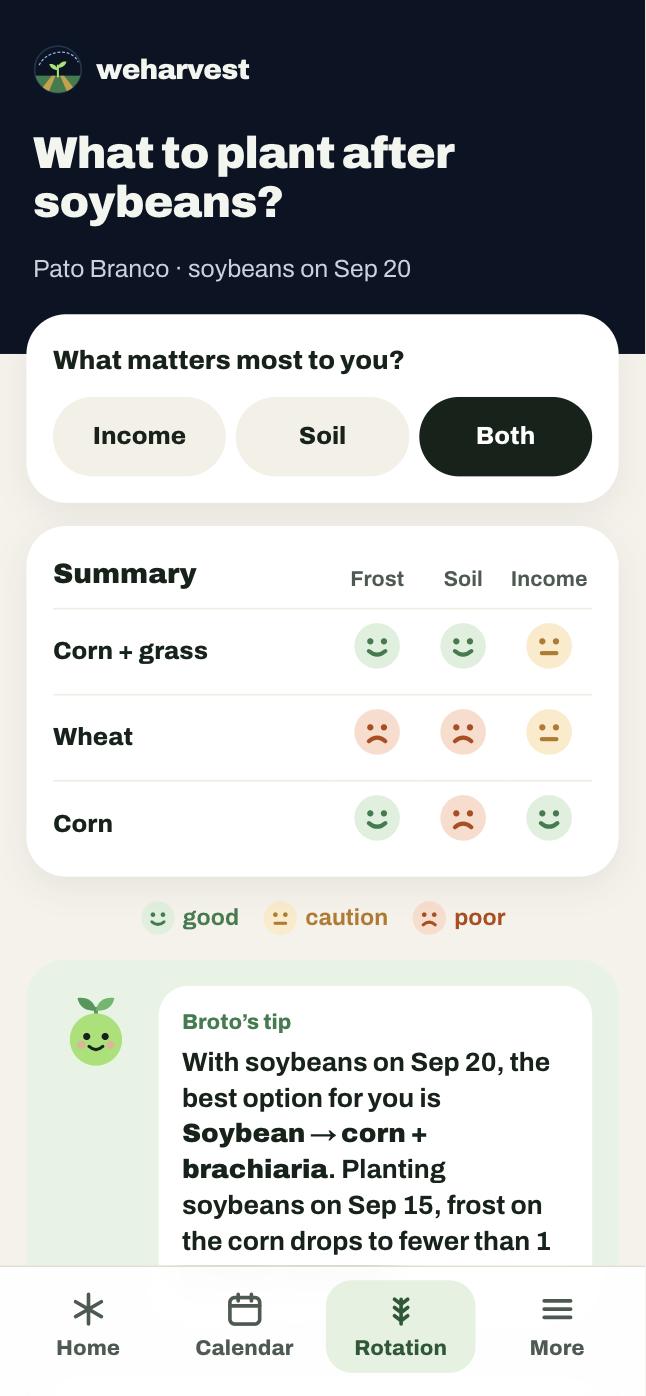 weharvest
What to plant after
soybeans?
Pato Branco · soybeans on Sep 20
What matters most to you?
Income Soil Both
Summary Frost Soil Income
Corn + grass
Wheat
Corn
good caution poor
Broto’s tip
With soybeans on Sep 20, the
best option for you is
Soybean → corn +
brachiaria. Planting
soybeans on Sep 15, frost on
the corn drops to fewer than 1
Home Calendar Rotation More